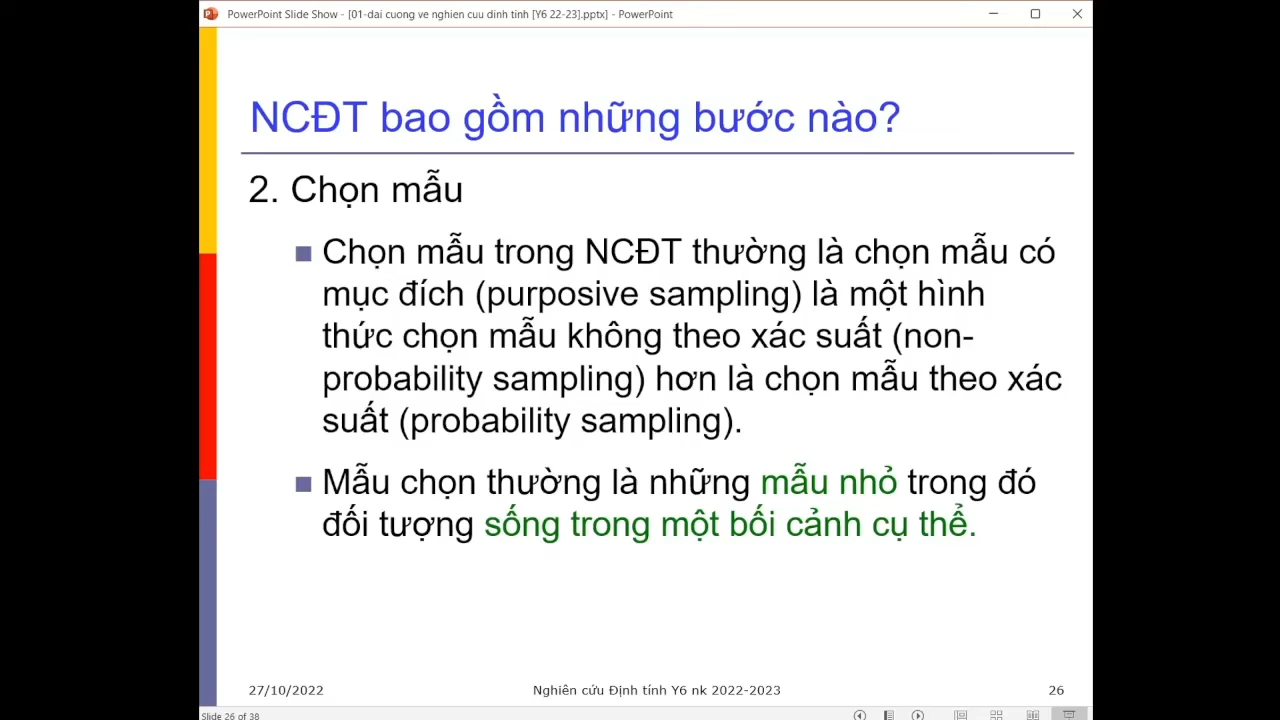 PowerPoint Slide Show - [01-dai cuong ve nghien cuu dinh tinh [Y6 22-23].pptx] - PowerPoint
NCĐT bao gồm những bước nào?
2. Chọn mẫu
Chọn mẫu trong NCĐT thường là chọn mẫu có
mục đích (purposive sampling) là một hình
thức chọn mẫu không theo xác suất (non-
probability sampling) hơn là chọn mẫu theo xác
suất (probability sampling).
Mẫu chọn thường là những mẫu nhỏ trong đó
đối tượng sống trong một bối cảnh cụ thể.
27/10/2022
Nghiên cứu Định tính Y6 nk 2022-2023
26
Slide 26 of 38